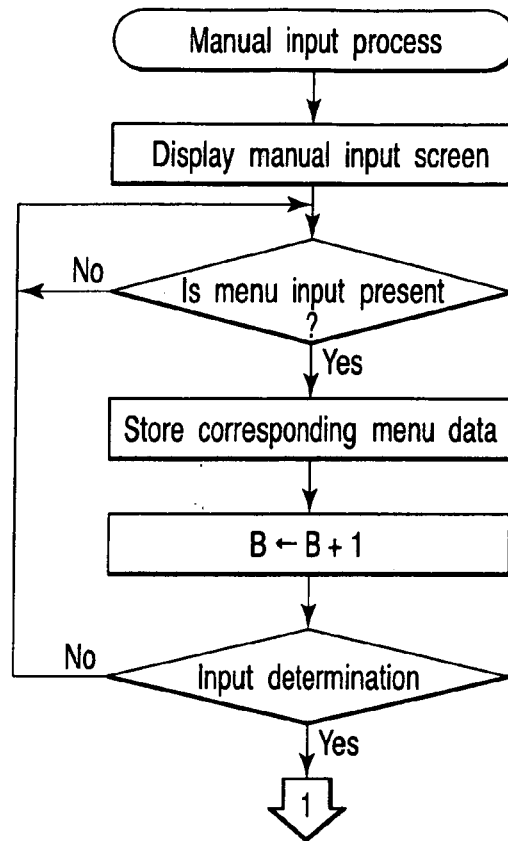 Manual input process
Display manual input screen
No
Is menu input present
?
Yes
Store corresponding menu data
B ← B + 1
No
Input determination
Yes
1